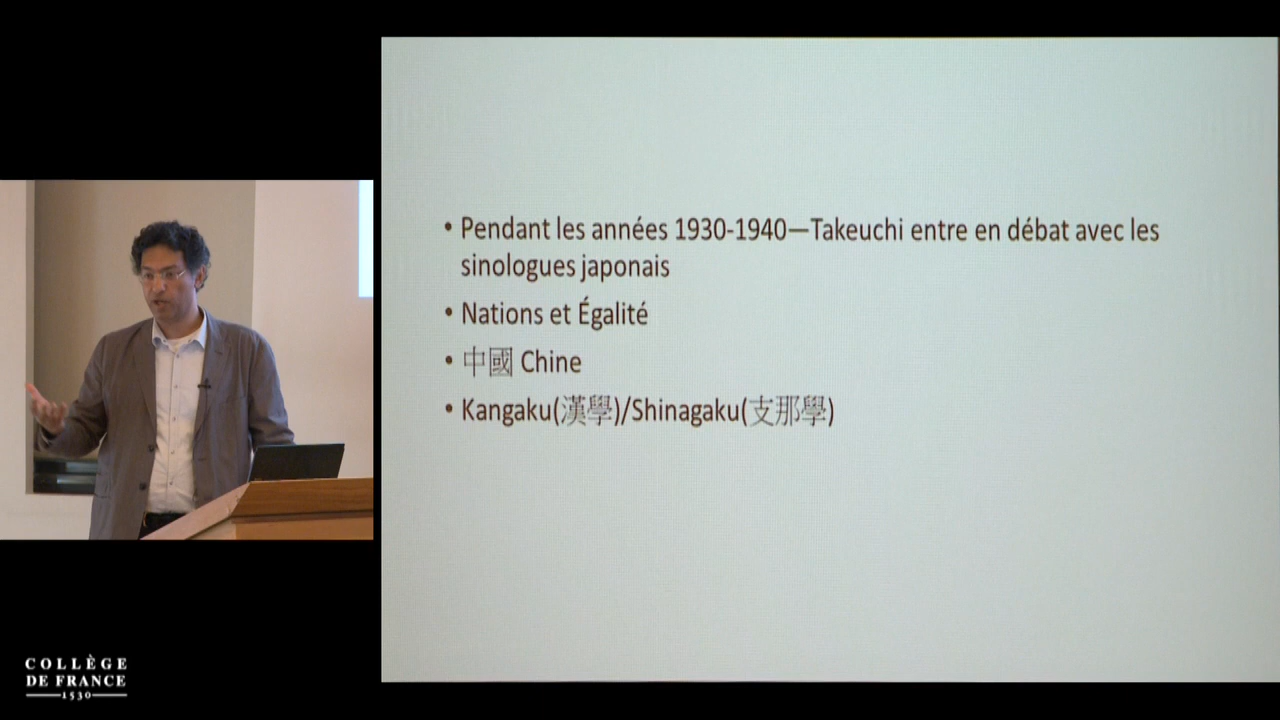 • Pendant les années 1930-1940—Takeuchi entre en débat avec les
sinologues japonais
• Nations et Égalité
• 中國 Chine
• Kangaku(漢學)/Shinagaku(支那學)
COLLÈGE
DE FRANCE
1530